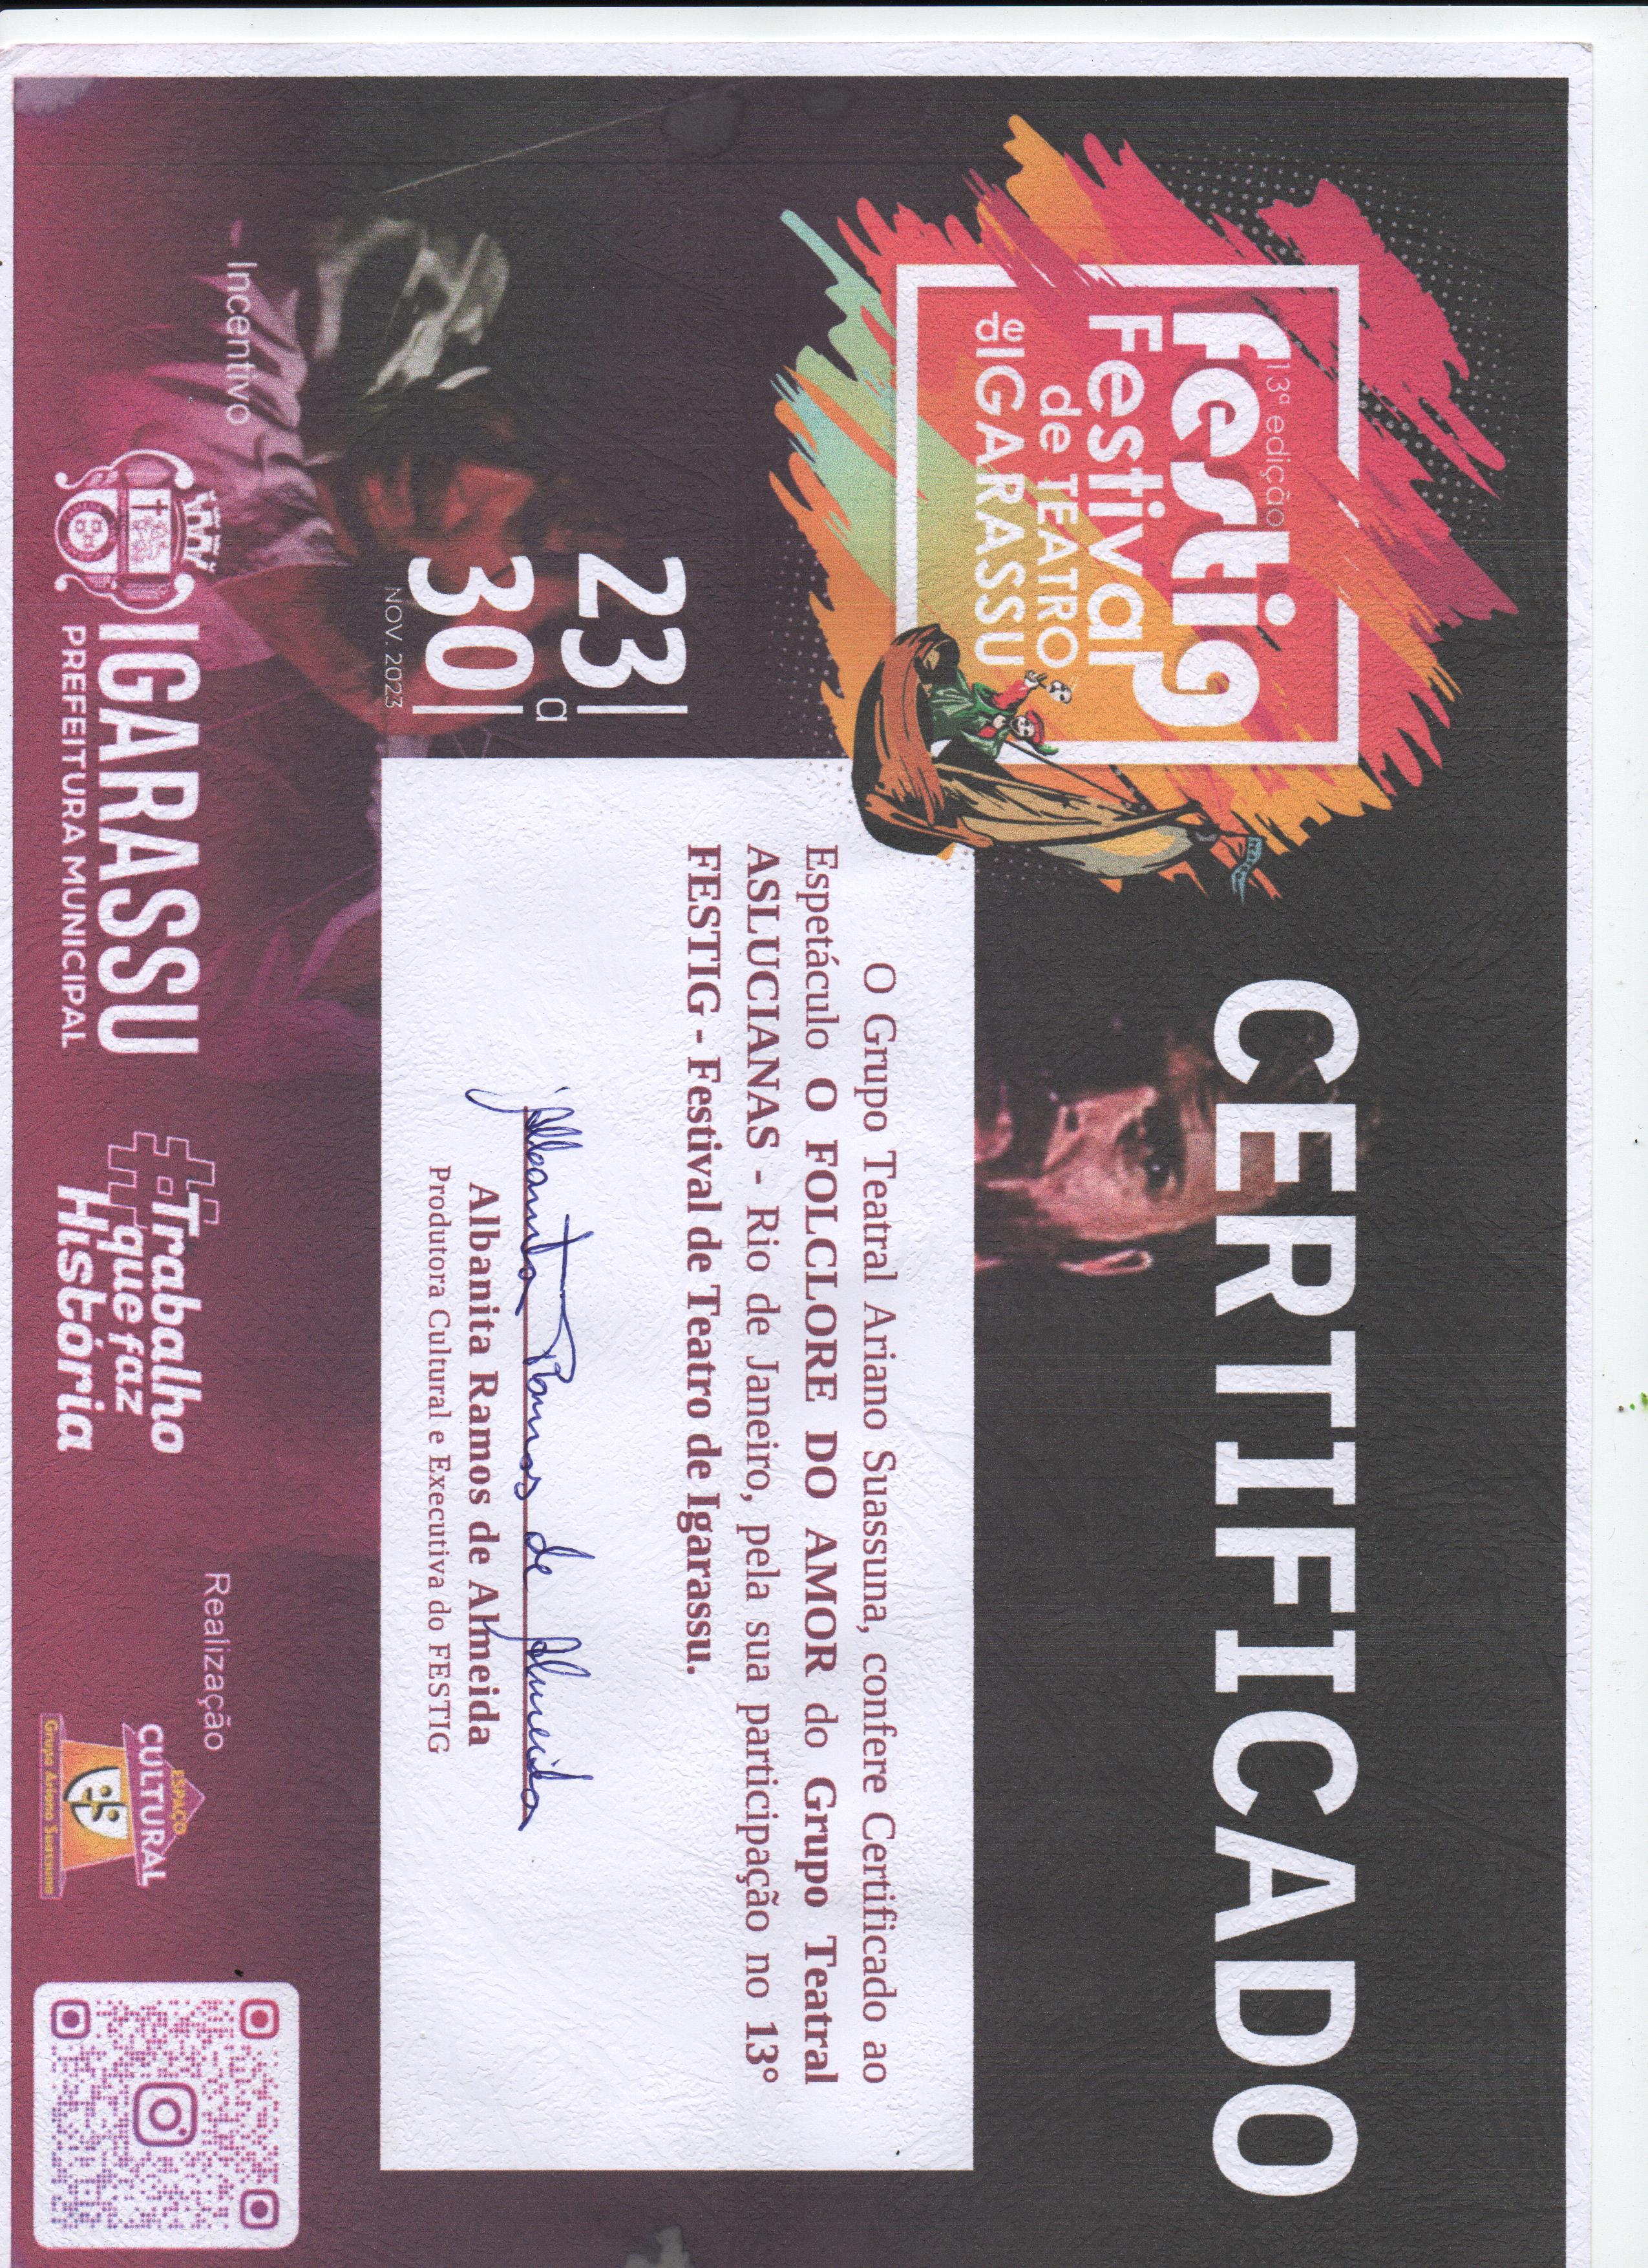 CERTIFICADO
13ª edição
festig
Festival
de TEATRO
de IGARASSU
23
a
30
NOV. 2023
O Grupo Teatral Ariano Suassuna, confere Certificado ao
Espetáculo O FOLCLORE DO AMOR do Grupo Teatral
ASLUCIANAS - Rio de Janeiro, pela sua participação no 13º
FESTIG - Festival de Teatro de Igarassu.
Albanita Ramos de Almeida
Albanita Ramos de Almeida
Produtora Cultural e Executiva do FESTIG
Incentivo
IGARASSU
PREFEITURA MUNICIPAL
#Trabalho
que faz
História
Realização
ESPAÇO
CULTURAL
Grupo Ariano Suassuna